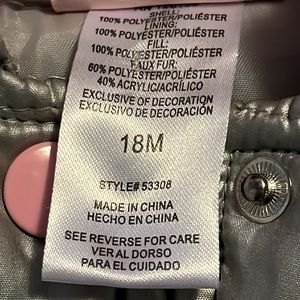 SHELL:
100% POLYESTER/POLIÉSTER
LINING:
100% POLYESTER/POLIÉSTER
FILL:
100% POLYESTER/POLIÉSTER
FAUX FUR:
60% POLYESTER/POLIÉSTER
40% ACRYLIC/ACRÍLICO
EXCLUSIVE OF DECORATION
EXCLUSIVO DE DECORACIÓN
18M
STYLE# 53308
MADE IN CHINA
HECHO EN CHINA
SEE REVERSE FOR CARE
VER AL DORSO
PARA EL CUIDADO